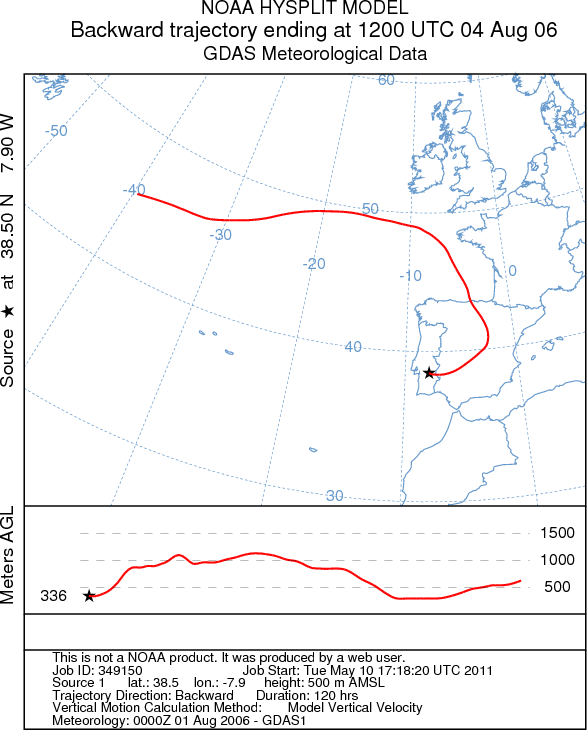 NOAA HYSPLIT MODEL
Backward trajectory ending at 1200 UTC 04 Aug 06
GDAS Meteorological Data
Source ★ at 38.50 N 7.90 W
60
-50
-40
50
-30
-20
-10
0
40
30
Meters AGL
1500
1000
500
336
This is not a NOAA product. It was produced by a web user.
Job ID: 349150 Job Start: Tue May 10 17:18:20 UTC 2011
Source 1 lat.: 38.5 lon.: -7.9 height: 500 m AMSL
Trajectory Direction: Backward Duration: 120 hrs
Vertical Motion Calculation Method: Model Vertical Velocity
Meteorology: 0000Z 01 Aug 2006 - GDAS1